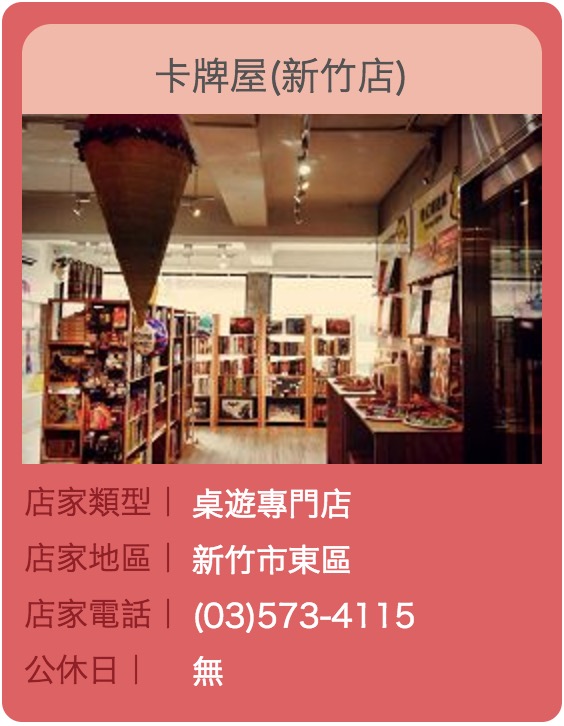 卡牌屋(新竹店)
店家類型｜ 桌遊專門店
店家地區｜ 新竹市東區
店家電話｜ (03)573-4115
公休日｜ 無